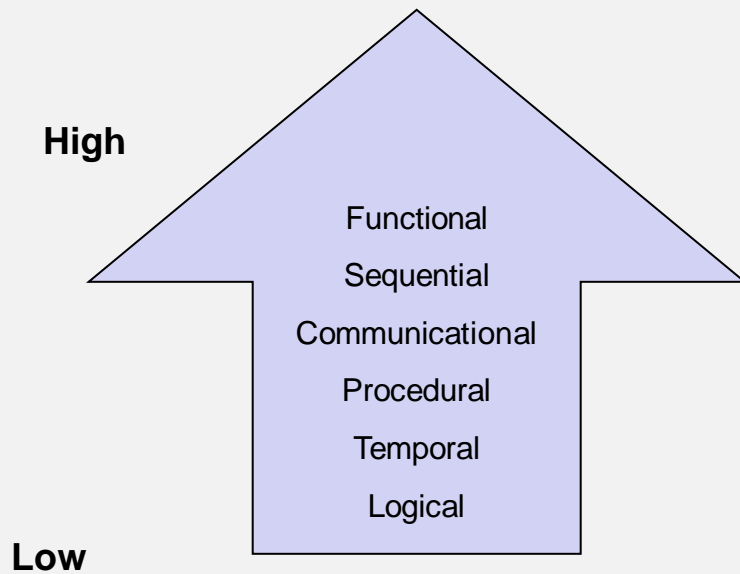 High
Functional
Sequential
Communicational
Procedural
Temporal
Logical
Low